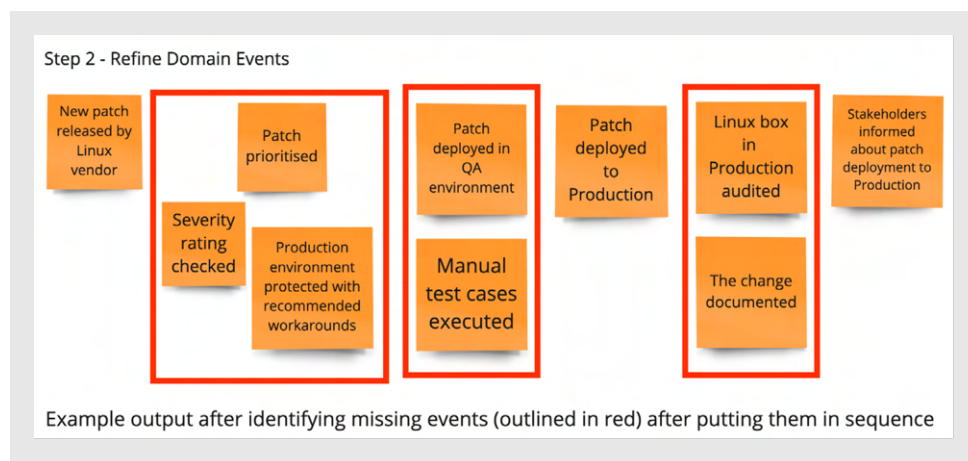 Step 2 - Refine Domain Events
New patch
released by
Linux
vendor
Patch
prioritised
Severity
rating
checked
Production
environment
protected with
recommended
workarounds
Patch
deployed in
QA
environment
Manual
test cases
executed
Patch
deployed
to
Production
Linux box
in
Production
audited
The change
documented
Stakeholders
informed
about patch
deployment to
Production
Example output after identifying missing events (outlined in red) after putting them in sequence